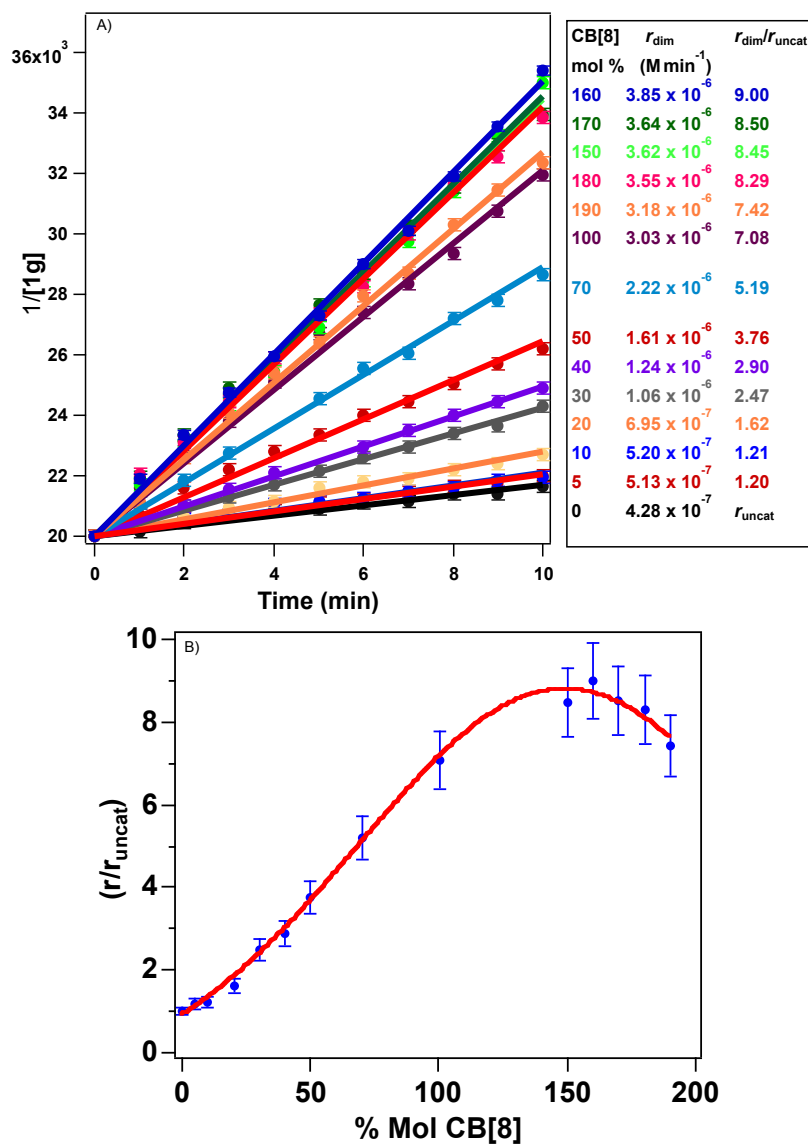 A)
36x10³
34
32
30
28
26
24
22
20
1/[1g]
0 2 4 6 8 10
Time (min)
CB[8] r_dim r_dim/r_uncat
mol % (M min⁻¹)
160 3.85 x 10⁻⁶ 9.00
170 3.64 x 10⁻⁶ 8.50
150 3.62 x 10⁻⁶ 8.45
180 3.55 x 10⁻⁶ 8.29
190 3.18 x 10⁻⁶ 7.42
100 3.03 x 10⁻⁶ 7.08
70 2.22 x 10⁻⁶ 5.19
50 1.61 x 10⁻⁶ 3.76
40 1.24 x 10⁻⁶ 2.90
30 1.06 x 10⁻⁶ 2.47
20 6.95 x 10⁻⁷ 1.62
10 5.20 x 10⁻⁷ 1.21
5 5.13 x 10⁻⁷ 1.20
0 4.28 x 10⁻⁷ r_uncat
B)
10
8
6
4
2
0
(r/r_uncat)
0 50 100 150 200
% Mol CB[8]